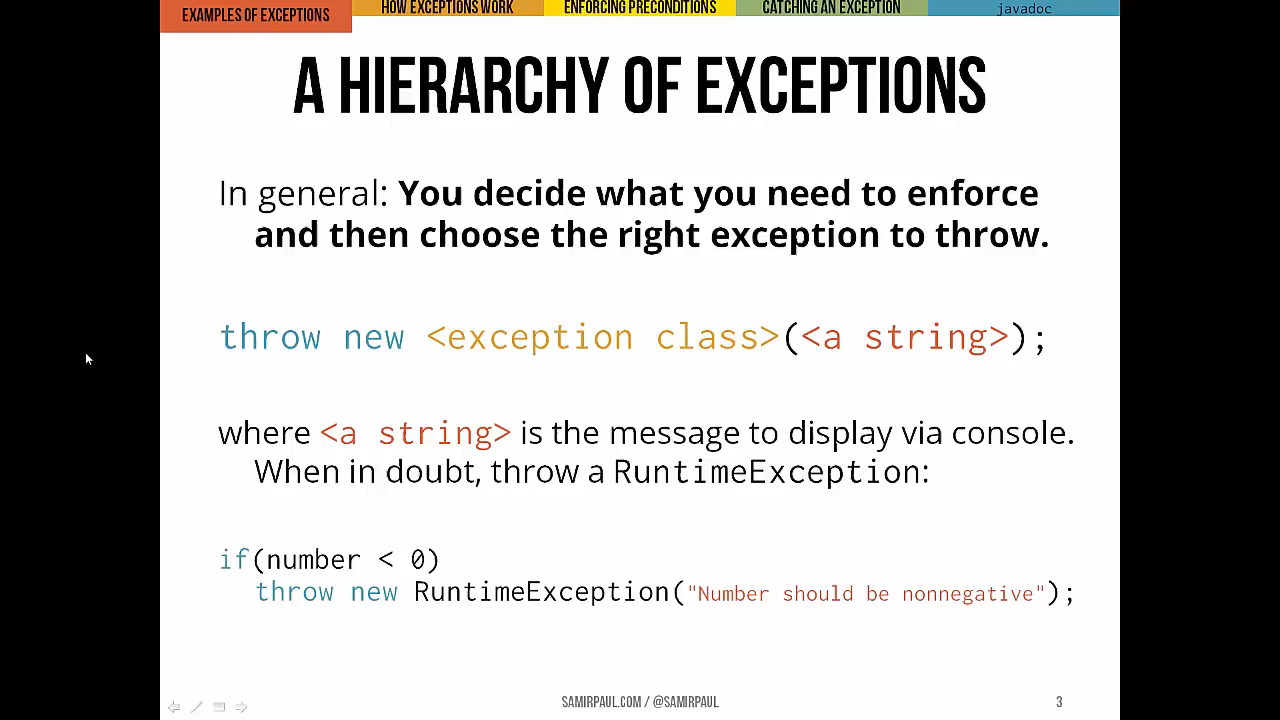 EXAMPLES OF EXCEPTIONS
HOW EXCEPTIONS WORK
ENFORCING PRECONDITIONS
CATCHING AN EXCEPTION
javadoc
A HIERARCHY OF EXCEPTIONS
In general: You decide what you need to enforce
and then choose the right exception to throw.
throw new <exception class>(<a string>);
where <a string> is the message to display via console.
When in doubt, throw a RuntimeException:
if(number < 0)
throw new RuntimeException("Number should be nonnegative");
SAMIRPAUL.COM / @SAMIRPAUL
3